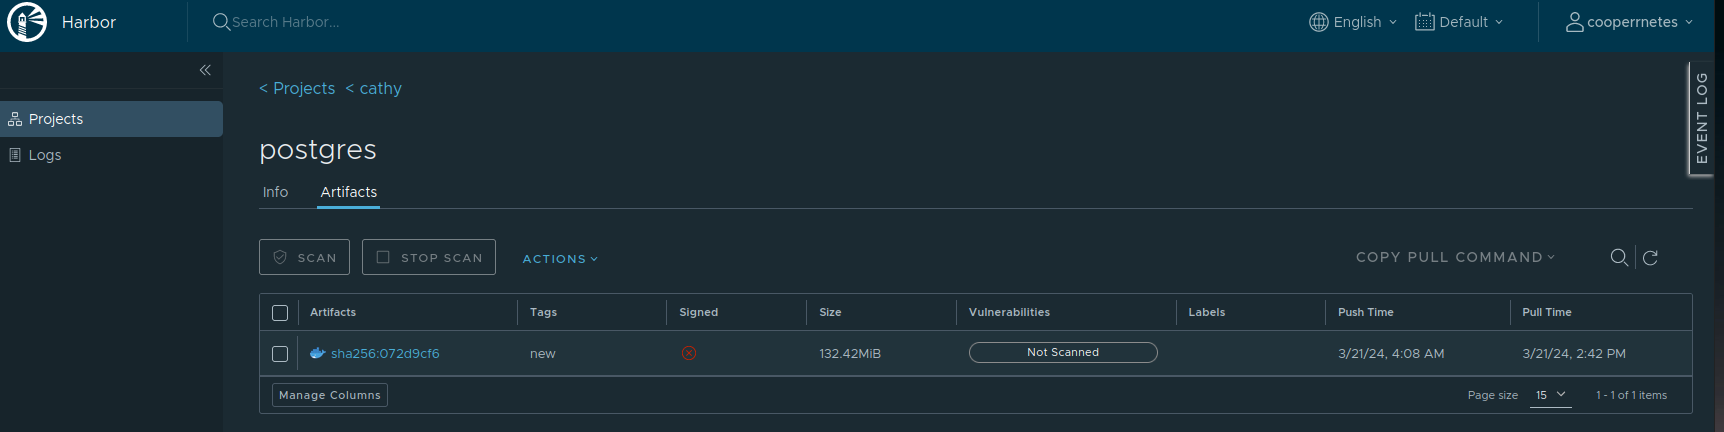 Harbor Search Harbor... English Default cooperrnetes
EVENT LOG
< Projects < cathy
Projects
Logs
postgres
Info Artifacts
SCAN STOP SCAN ACTIONS COPY PULL COMMAND
Artifacts Tags Signed Size Vulnerabilities Labels Push Time Pull Time
sha256:072d9cf6 new 132.42MiB Not Scanned 3/21/24, 4:08 AM 3/21/24, 2:42 PM
Manage Columns Page size 15 1 - 1 of 1 items